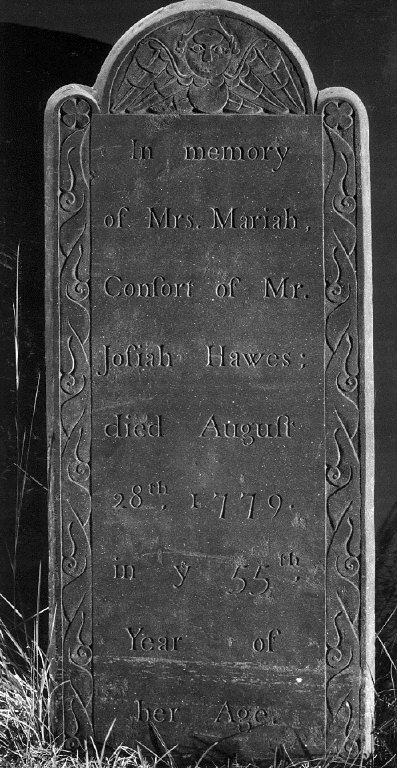 In memory
of Mrs. Mariah,
Conſort of Mr.
Joſiah Hawes;
died Auguſt
28th. 1779.
in ẏ 55th.
Year of
her Age.